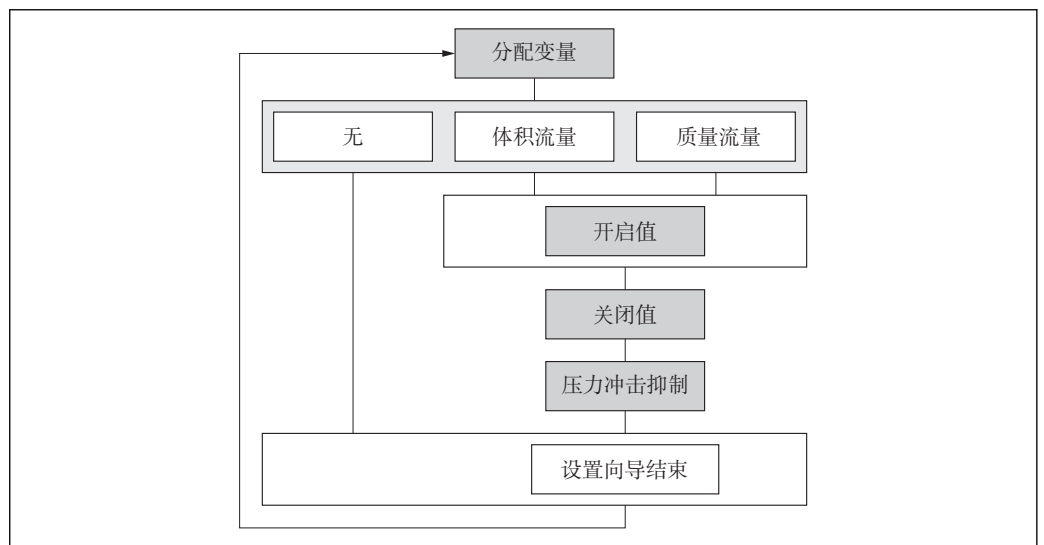 分配变量
无
体积流量
质量流量
开启值
关闭值
压力冲击抑制
设置向导结束